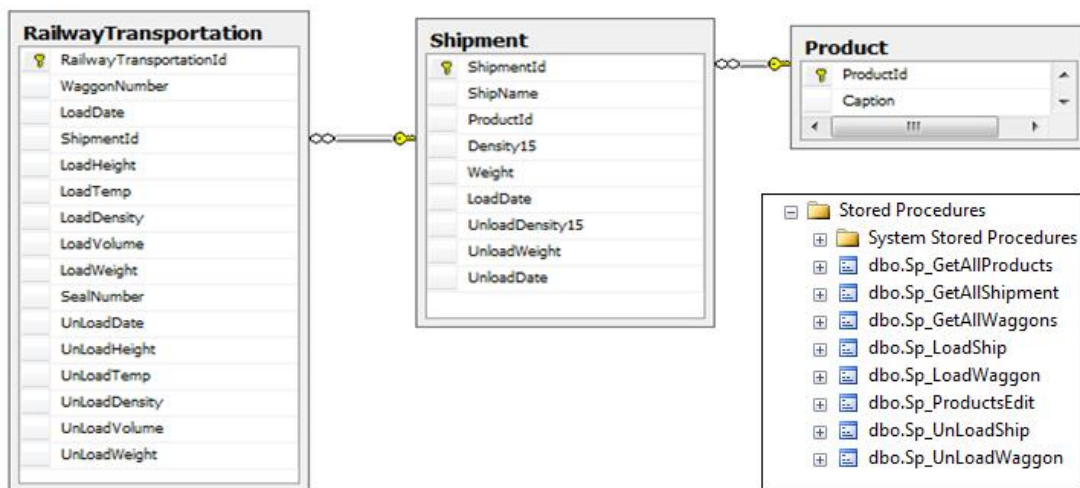 RailwayTransportation
RailwayTransportationId
WaggonNumber
LoadDate
ShipmentId
LoadHeight
LoadTemp
LoadDensity
LoadVolume
LoadWeight
SealNumber
UnLoadDate
UnLoadHeight
UnLoadTemp
UnLoadDensity
UnLoadVolume
UnLoadWeight
Shipment
ShipmentId
ShipName
ProductId
Density15
Weight
LoadDate
UnloadDensity15
UnloadWeight
UnloadDate
Product
ProductId
Caption
Stored Procedures
System Stored Procedures
dbo.Sp_GetAllProducts
dbo.Sp_GetAllShipment
dbo.Sp_GetAllWaggons
dbo.Sp_LoadShip
dbo.Sp_LoadWaggon
dbo.Sp_ProductsEdit
dbo.Sp_UnLoadShip
dbo.Sp_UnLoadWaggon